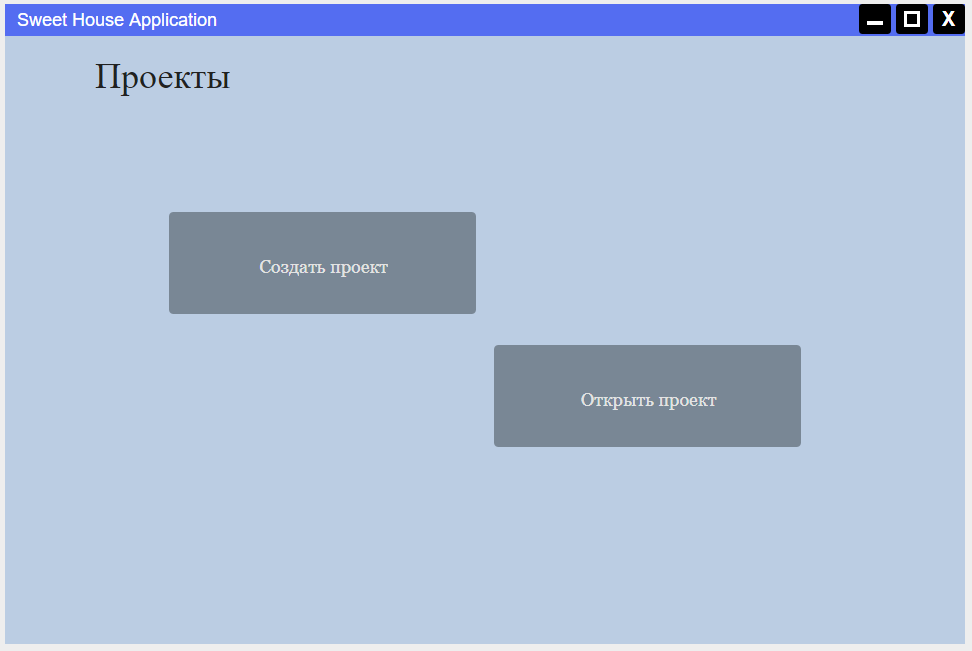 Sweet House Application
X
Проекты
Создать проект
Открыть проект